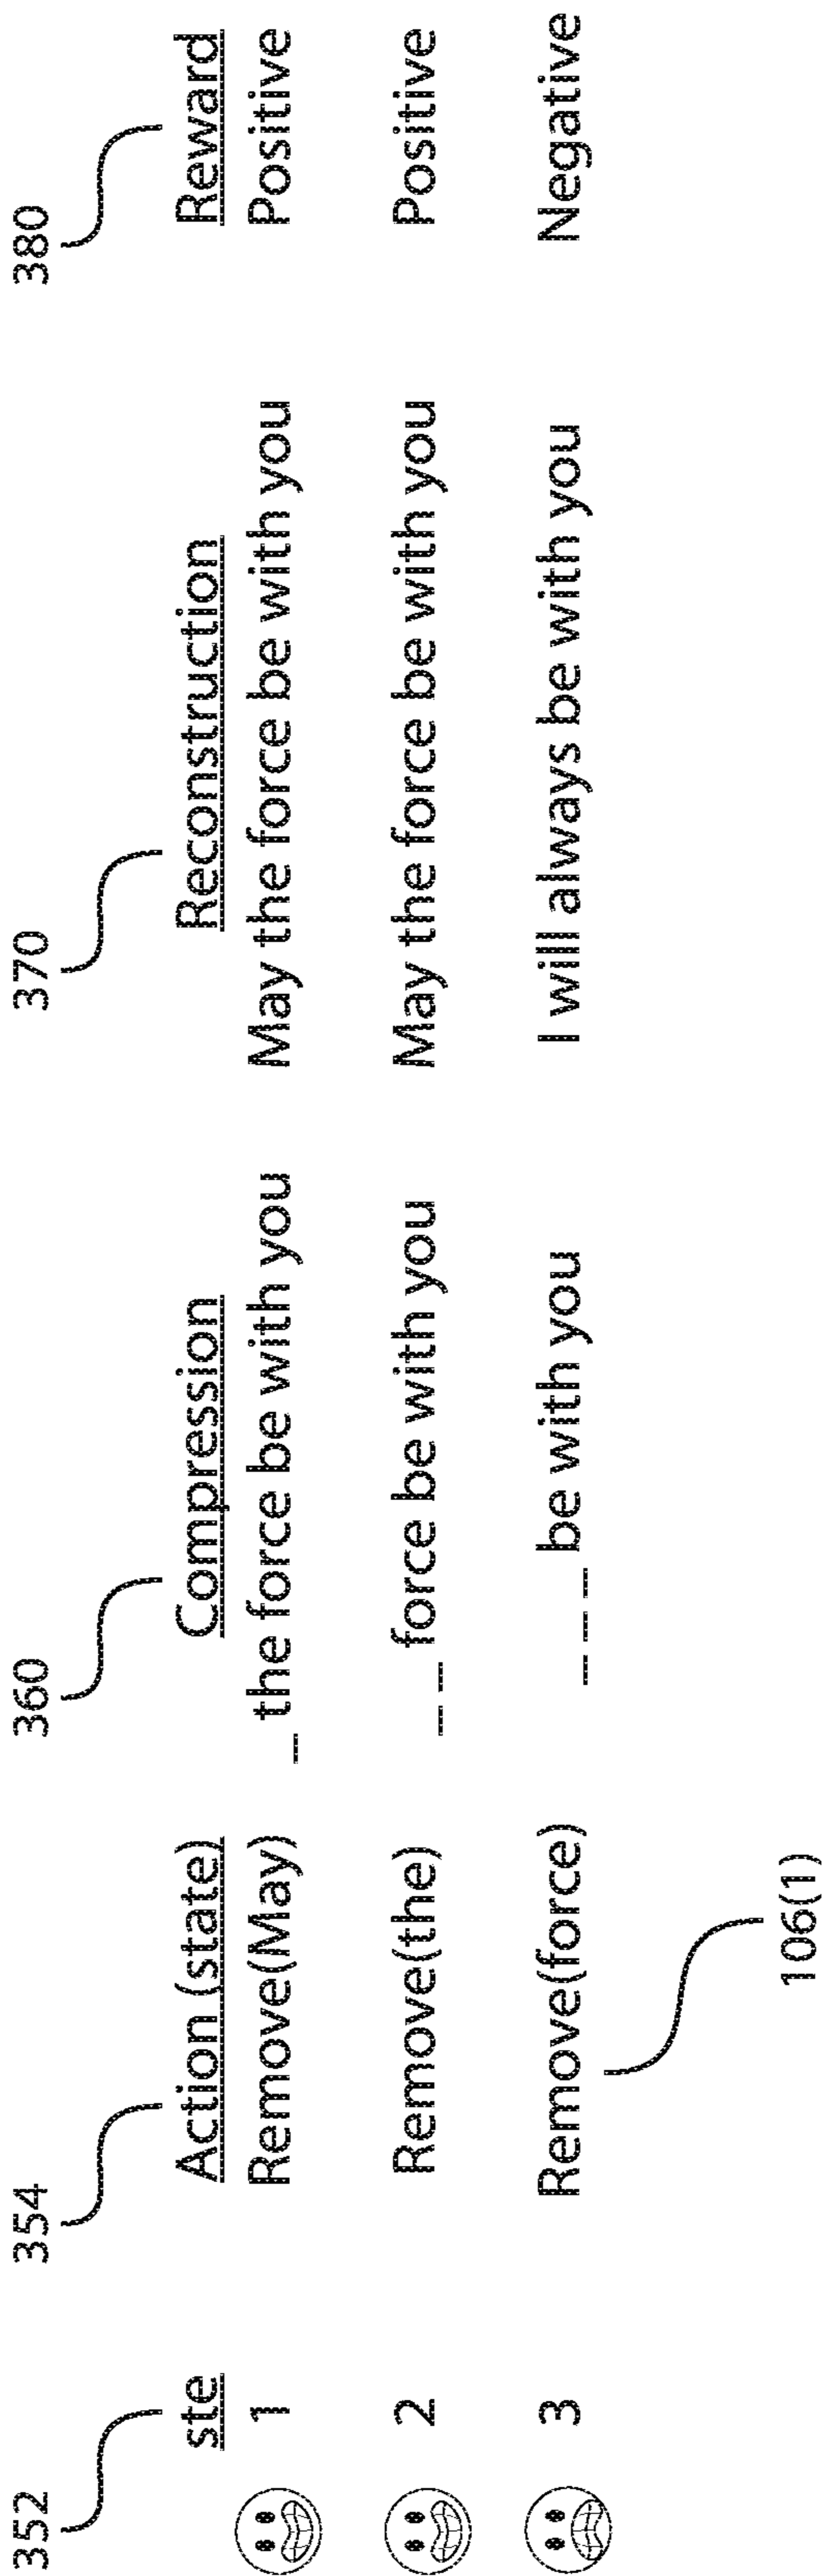 352 354 360 370 380
ste Action (state) Compression Reconstruction Reward
1 Remove(May) _ the force be with you May the force be with you Positive
2 Remove(the) _ _ force be with you May the force be with you Positive
3 Remove(force) _ _ _ be with you I will always be with you Negative
106(1)